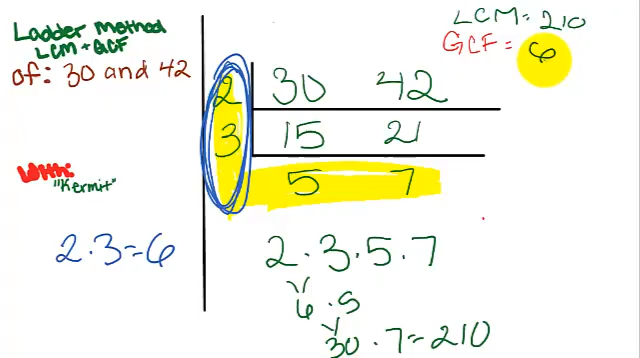 Ladder Method
LCM + GCF
of: 30 and 42
With:
"Kermit"
2 · 3 = 6
LCM = 210
GCF = 6
2 30 42
3 15 21
5 7
2 · 3 · 5 · 7
6 · 5
30 · 7 = 210